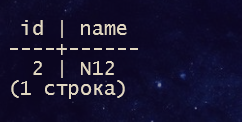 id | name
----+------
  2 | N12
(1 строка)